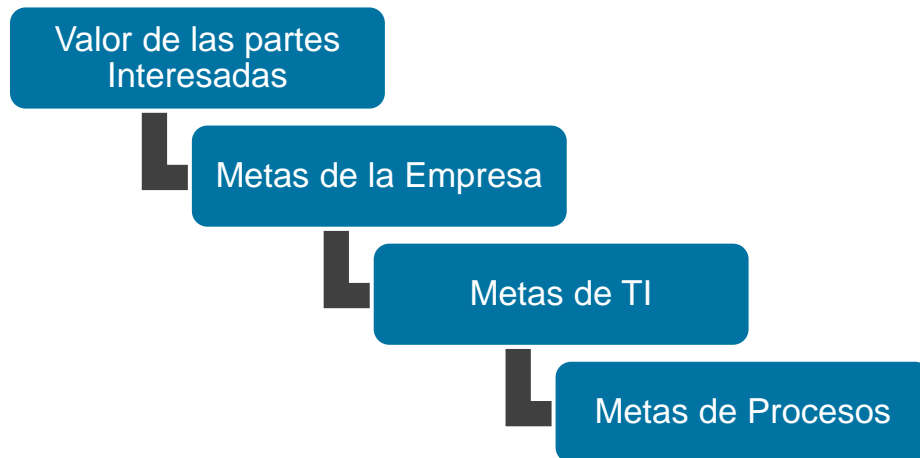 Valor de las partes
Interesadas
Metas de la Empresa
Metas de TI
Metas de Procesos